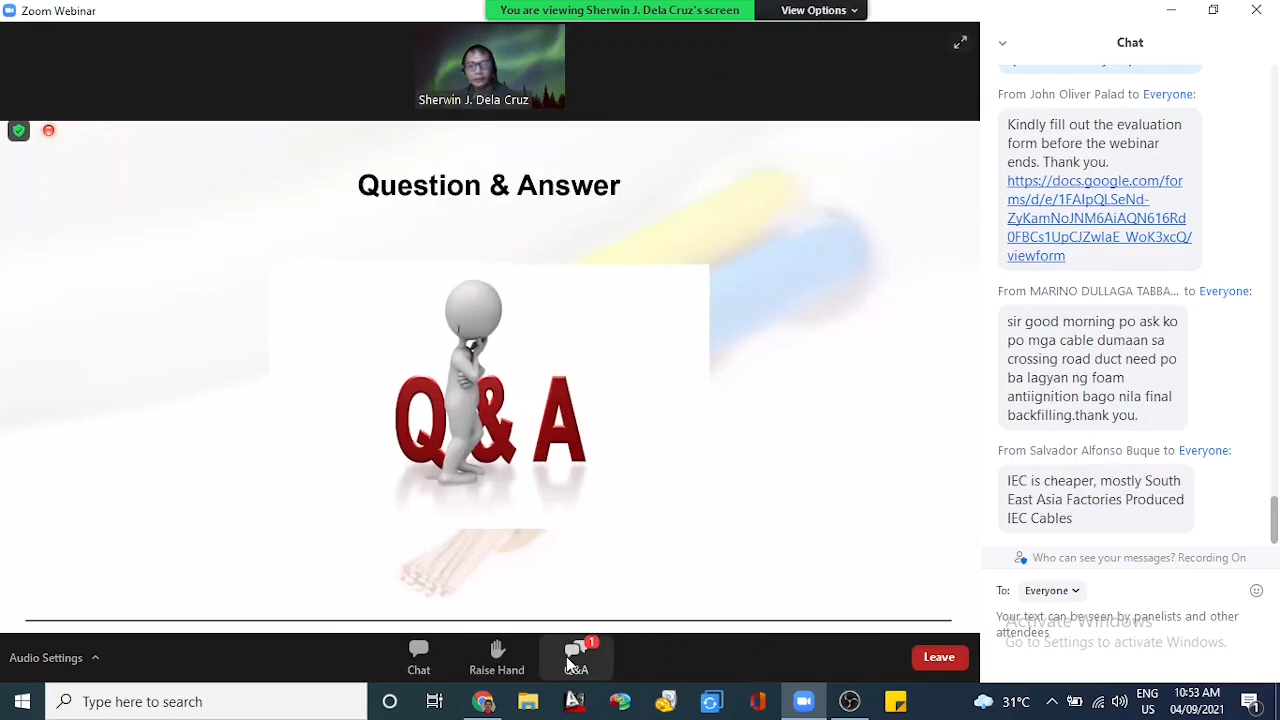 Zoom Webinar
You are viewing Sherwin J. Dela Cruz's screen
View Options
Sherwin J. Dela Cruz
Question & Answer
Q & A
Audio Settings
Chat
Raise Hand
1
Q&A
Leave
Chat
From John Oliver Palad to Everyone:
Kindly fill out the evaluation
form before the webinar
ends. Thank you.
https://docs.google.com/for
ms/d/e/1FAIpQLSeNd-
ZyKamNoJNM6AiAQN616Rd
0FBCs1UpCJZwIaE_WoK3xcQ/
viewform
From MARINO DULLAGA TABBA... to Everyone:
sir good morning po ask ko
po mga cable dumaan sa
crossing road duct need po
ba lagyan ng foam
antiignition bago nila final
backfilling.thank you.
From Salvador Alfonso Buque to Everyone:
IEC is cheaper, mostly South
East Asia Factories Produced
IEC Cables
Who can see your messages? Recording On
To: Everyone
Your text can be seen by panelists and other
attendees
Activate Windows
Go to Settings to activate Windows.
Type here to search
31°C
ENG
US
10:53 AM
04/09/2021